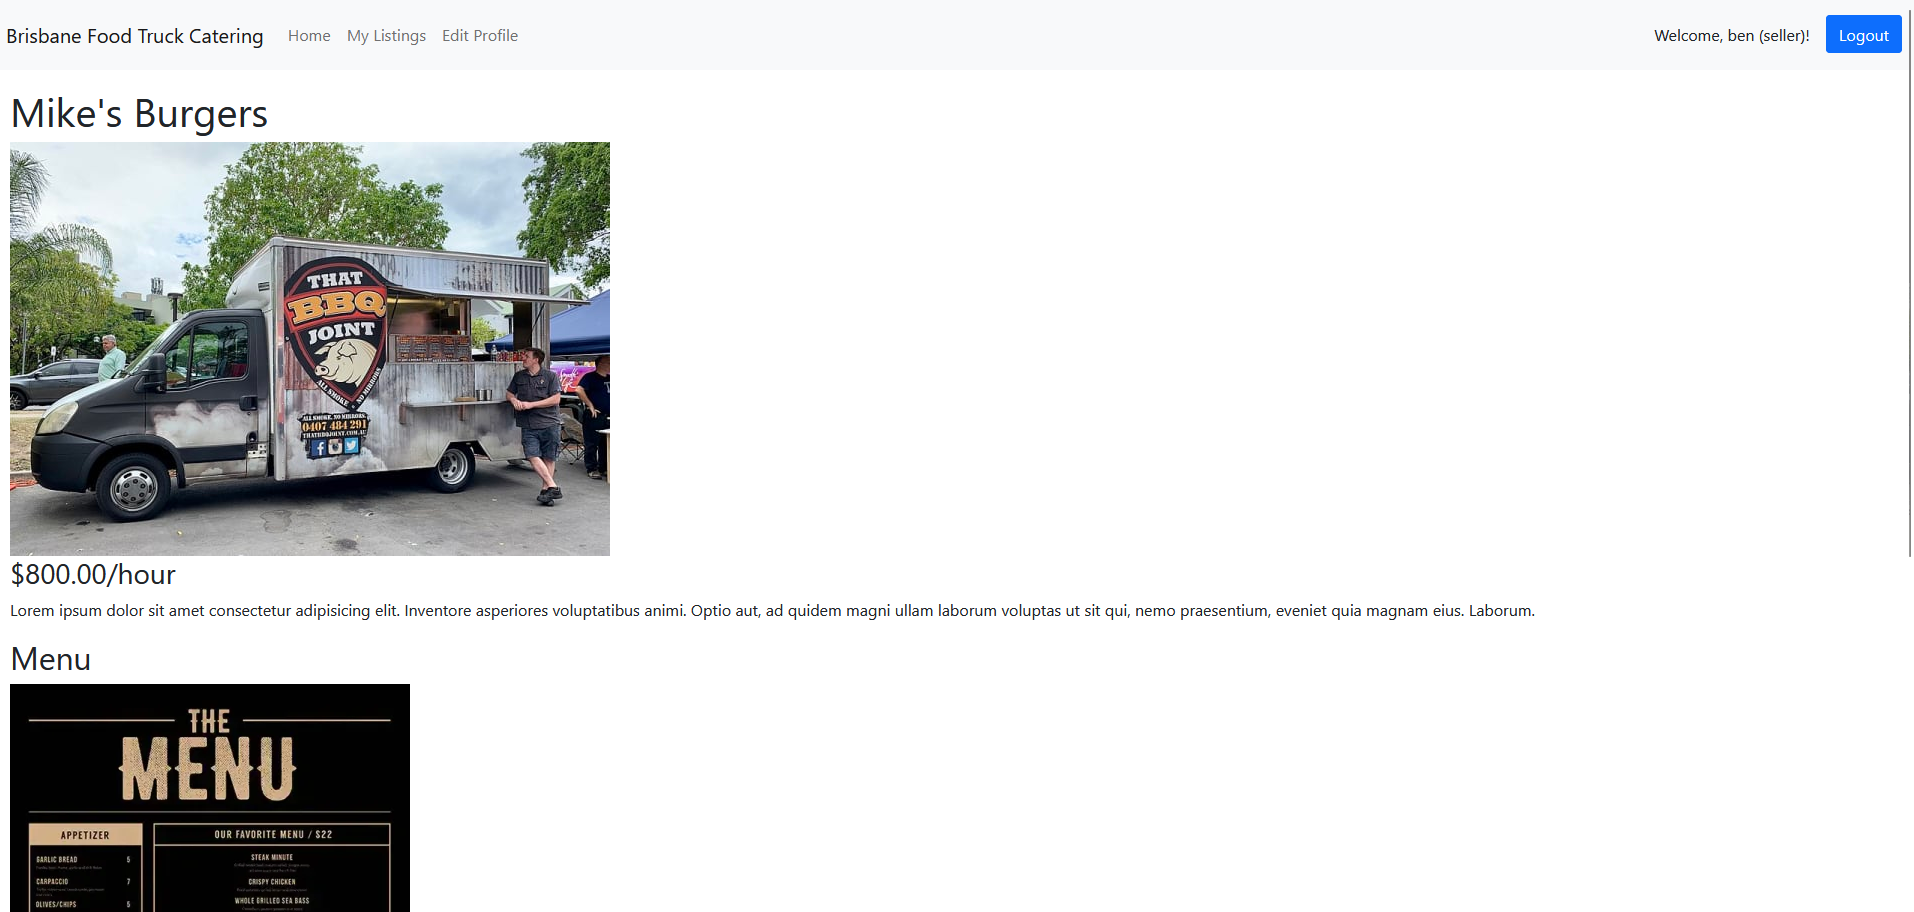 Brisbane Food Truck Catering Home My Listings Edit Profile Welcome, ben (seller)! Logout
Mike's Burgers
THAT
BBQ
JOINT
ALL SMOKE NO MIRRORS
ALL SMOKE. NO MIRRORS.
0407 484 291
THATBBQJOINT.COM.AU
$800.00/hour
Lorem ipsum dolor sit amet consectetur adipisicing elit. Inventore asperiores voluptatibus animi. Optio aut, ad quidem magni ullam laborum voluptas ut sit qui, nemo praesentium, eveniet quia magnam eius. Laborum.
Menu
THE
MENU
APPETIZER
GARLIC BREAD 5
CARPACCIO 7
OLIVES/CHIPS 5
OUR FAVORITE MENU / $22
STEAK MINUTE
CRISPY CHICKEN
WHOLE GRILLED SEA BASS